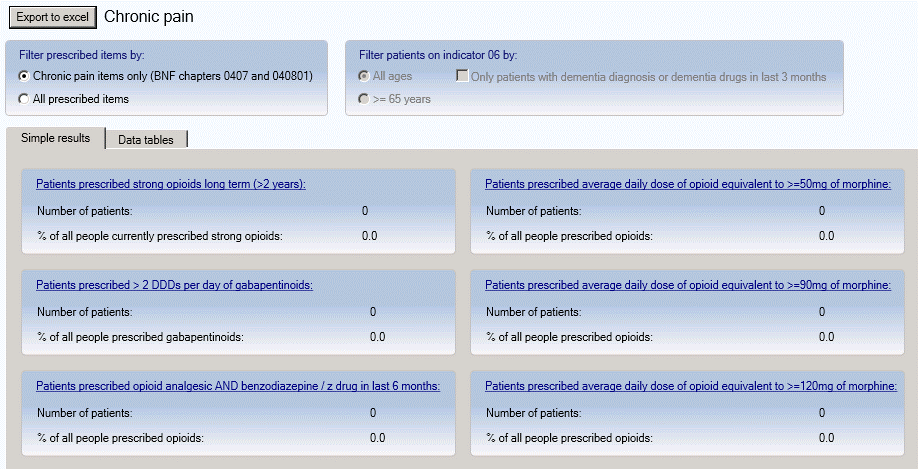 Export to excel Chronic pain
Filter prescribed items by:
Chronic pain items only (BNF chapters 0407 and 040801)
All prescribed items
Filter patients on indicator 06 by:
All ages Only patients with dementia diagnosis or dementia drugs in last 3 months
>= 65 years
Simple results Data tables
Patients prescribed strong opioids long term (>2 years):
Number of patients: 0
% of all people currently prescribed strong opioids: 0.0
Patients prescribed average daily dose of opioid equivalent to >=50mg of morphine:
Number of patients: 0
% of all people prescribed opioids: 0.0
Patients prescribed > 2 DDDs per day of gabapentinoids:
Number of patients: 0
% of all people prescribed gabapentinoids: 0.0
Patients prescribed average daily dose of opioid equivalent to >=90mg of morphine:
Number of patients: 0
% of all people prescribed opioids: 0.0
Patients prescribed opioid analgesic AND benzodiazepine / z drug in last 6 months:
Number of patients: 0
% of all people prescribed opioids: 0.0
Patients prescribed average daily dose of opioid equivalent to >=120mg of morphine:
Number of patients: 0
% of all people prescribed opioids: 0.0